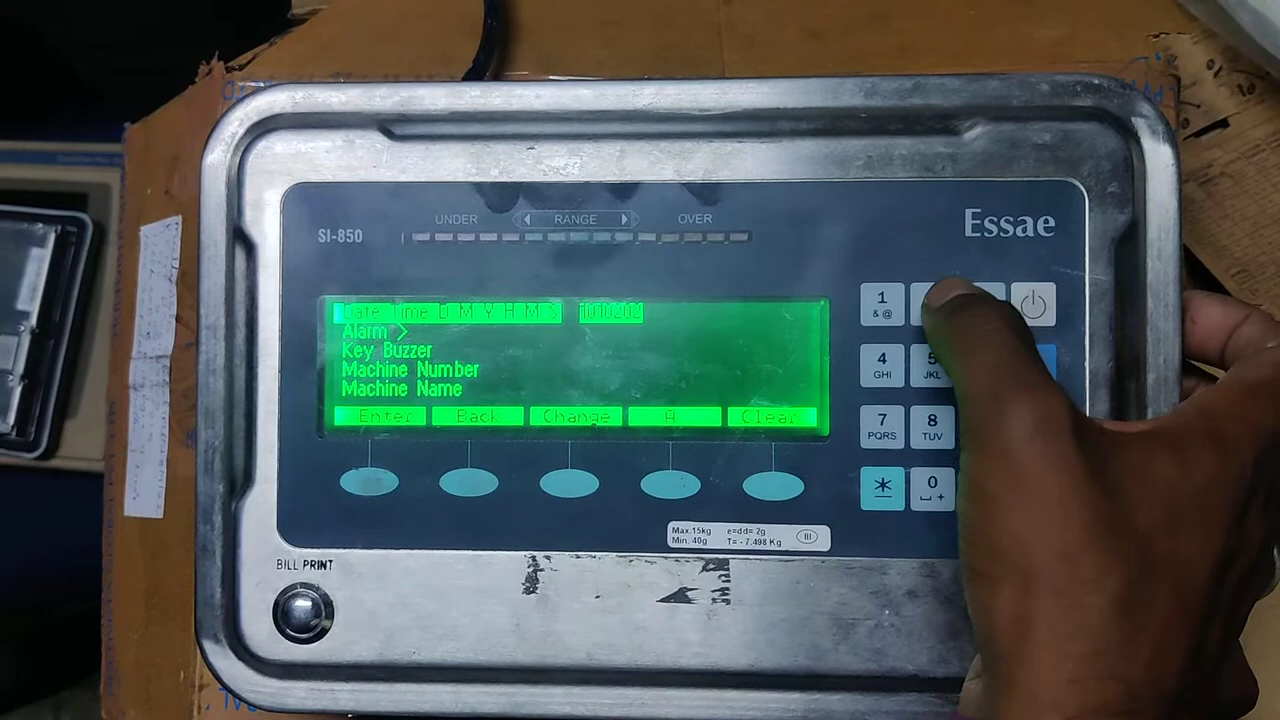 UNDER RANGE OVER
SI-850
Essae
Date Time D M Y H M S 1010202
Alarm >
Key Buzzer
Machine Number
Machine Name
Enter Back Change A Clear
1
& @
4
GHI
5
JKL
7
PQRS
8
TUV
0
+
Max.15kg e=dd= 2g
Min. 40g T= - 7.498 Kg
III
BILL PRINT